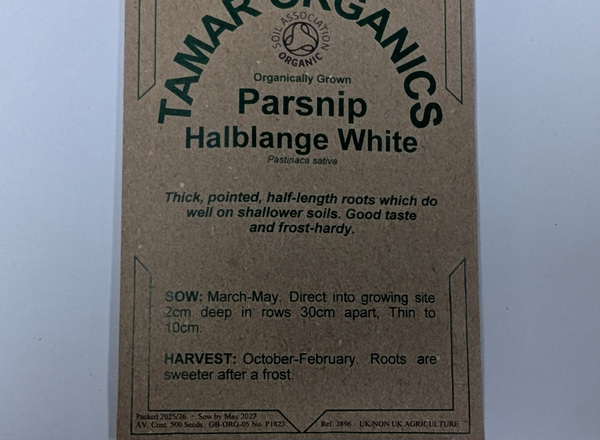 TAMAR ORGANICS
SOIL ASSOCIATION
ORGANIC
Organically Grown
Parsnip
Halblange White
Pastinaca sativa
Thick, pointed, half-length roots which do
well on shallower soils. Good taste
and frost-hardy.
SOW: March-May. Direct into growing site
2cm deep in rows 30cm apart, Thin to
10cm.
HARVEST: October-February. Roots are
sweeter after a frost.
Packed 2025/26 - Sow by May 2027
AV. Cont. 500 Seeds. GB-ORG-05 No. P1823 Ref. 2896 UK/NON UK AGRICULTURE